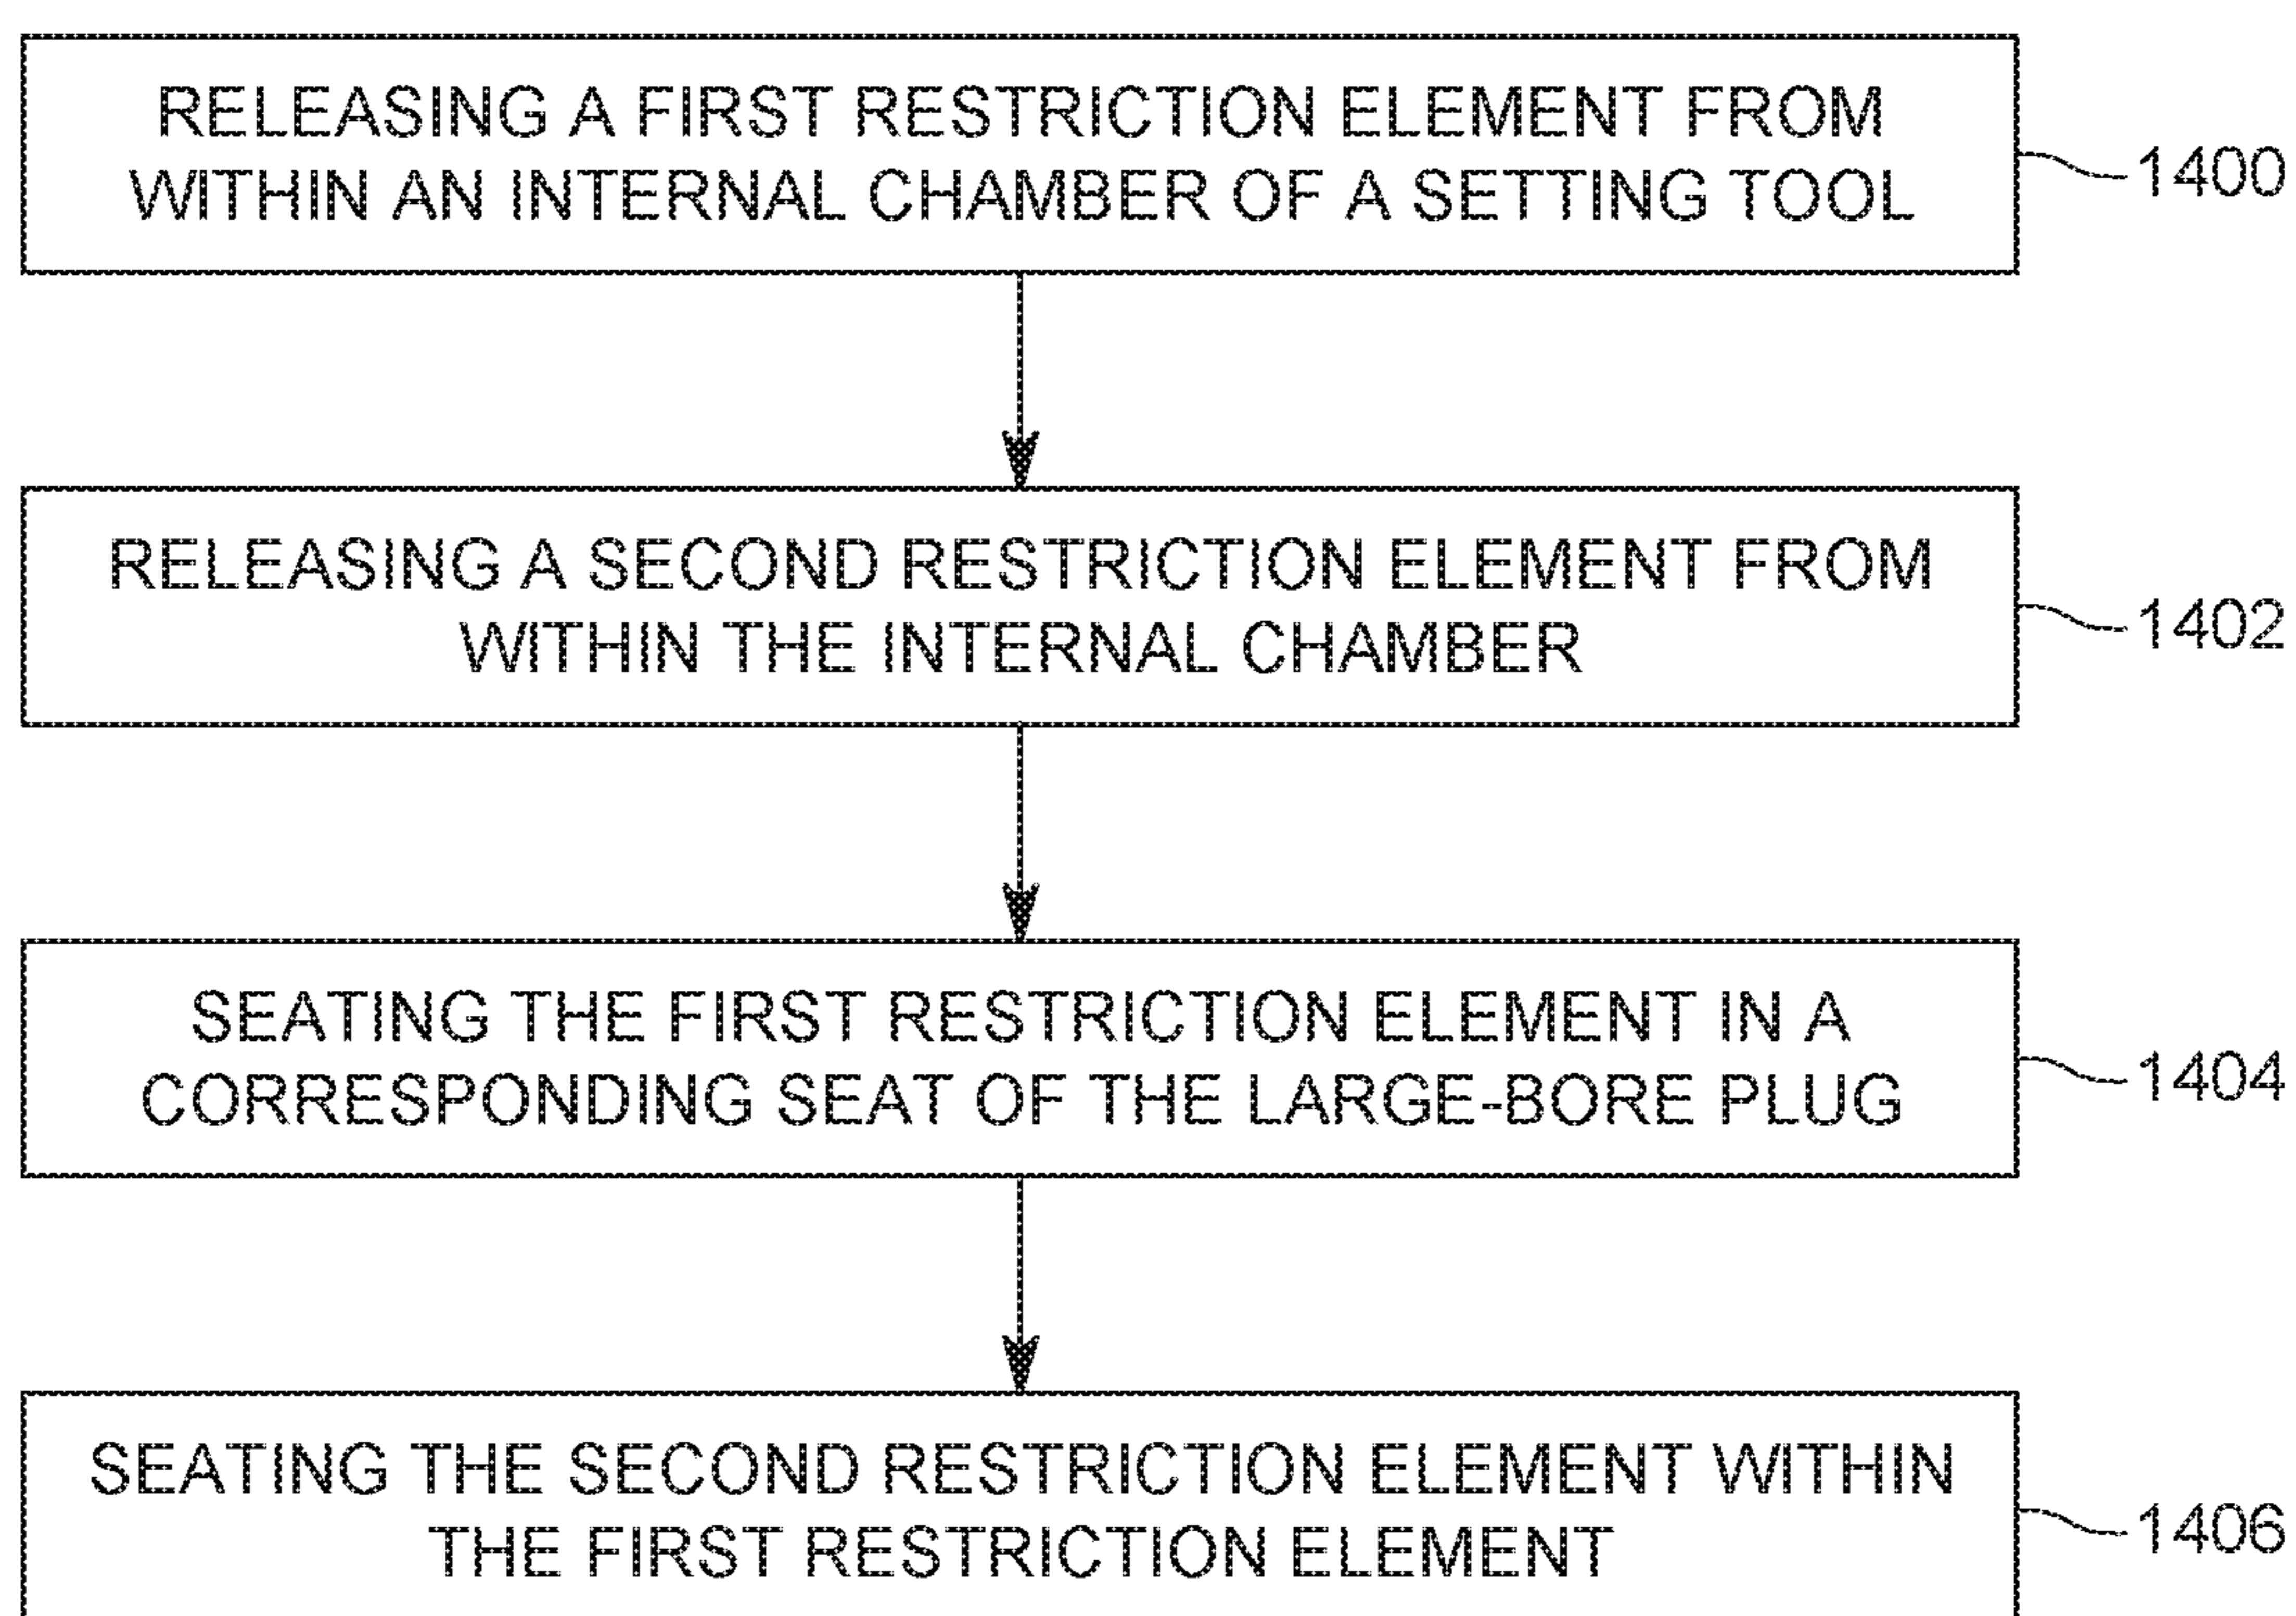 RELEASING A FIRST RESTRICTION ELEMENT FROM
WITHIN AN INTERNAL CHAMBER OF A SETTING TOOL
1400
RELEASING A SECOND RESTRICTION ELEMENT FROM
WITHIN THE INTERNAL CHAMBER
1402
SEATING THE FIRST RESTRICTION ELEMENT IN A
CORRESPONDING SEAT OF THE LARGE-BORE PLUG
1404
SEATING THE SECOND RESTRICTION ELEMENT WITHIN
THE FIRST RESTRICTION ELEMENT
1406